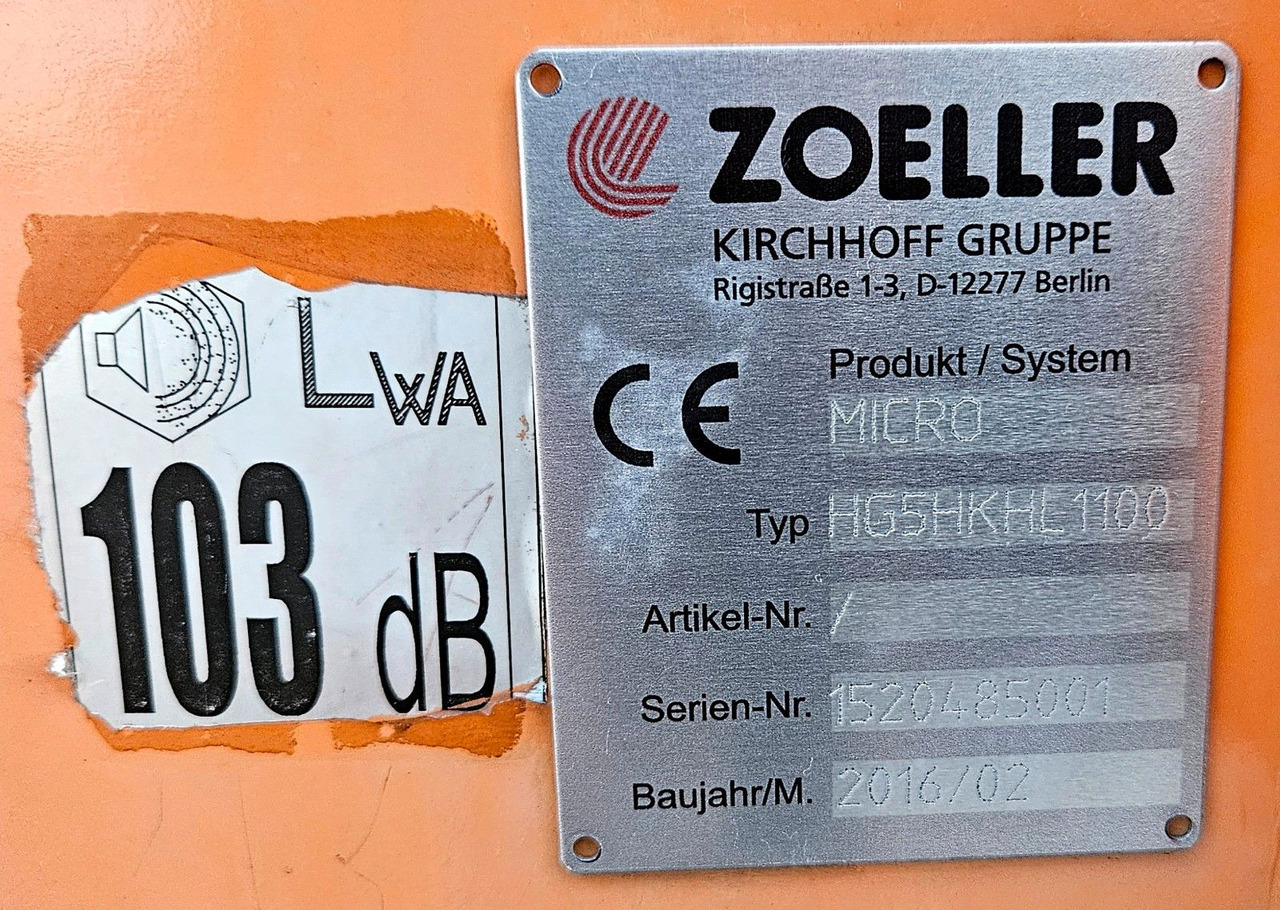 LWA
103 dB
ZOELLER
KIRCHHOFF GRUPPE
Rigistraße 1-3, D-12277 Berlin
CE
Produkt / System
MICRO
Typ HG5HKHL1100
Artikel-Nr. /
Serien-Nr. 1520485001
Baujahr/M. 2016/02